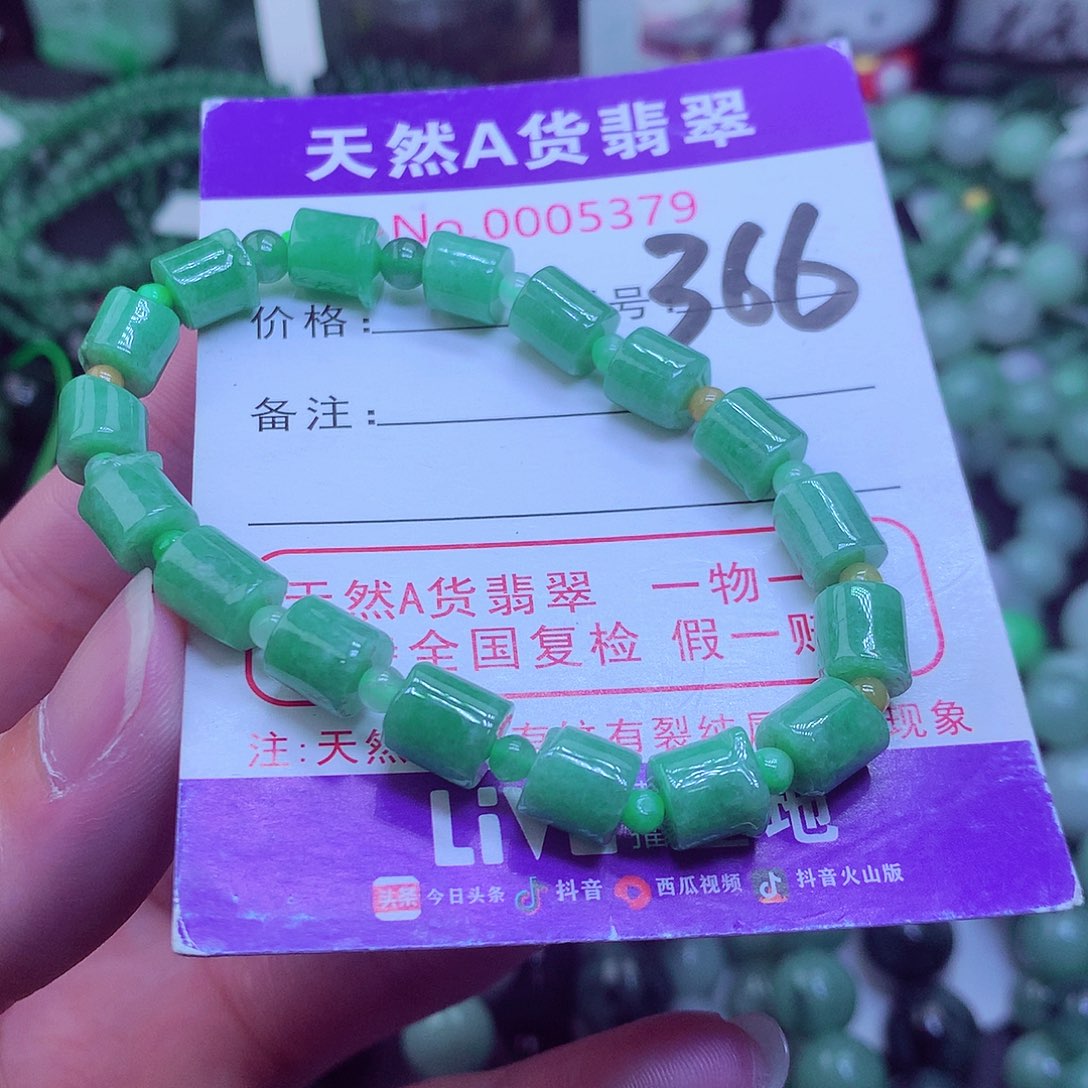 天然A货翡翠
No.0005379
价格: 号: 366
备注:
天然A货翡翠 一物一
全国复检 假一
注:天然 有裂纹 现象
LiVE 播 地
头条 今日头条 抖音 西瓜视频 抖音火山版